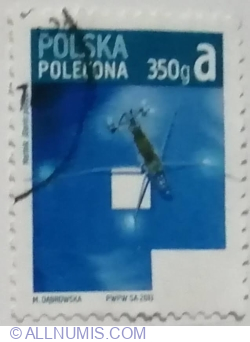 POLSKA
POLECONA 350g a
M. DĄBROWSKA PWPW SA 2013
© ALLNUMIS.COM